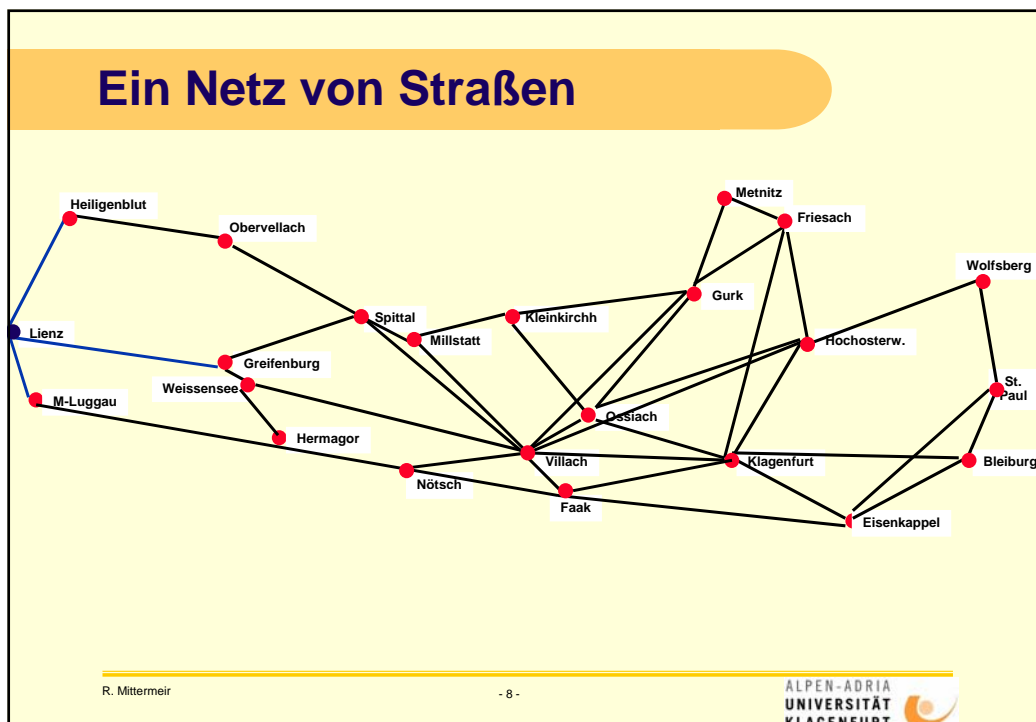 Ein Netz von Straßen
Heiligenblut
Metnitz
Friesach
Obervellach
Wolfsberg
Gurk
Spittal
Kleinkirchh
Lienz
Millstatt
Hochosterw.
Greifenburg
Weissensee
St.
Paul
M-Luggau
Ossiach
Hermagor
Villach
Klagenfurt
Bleiburg
Nötsch
Faak
Eisenkappel
R. Mittermeir
- 8 -
ALPEN-ADRIA
UNIVERSITÄT
KLAGENFURT